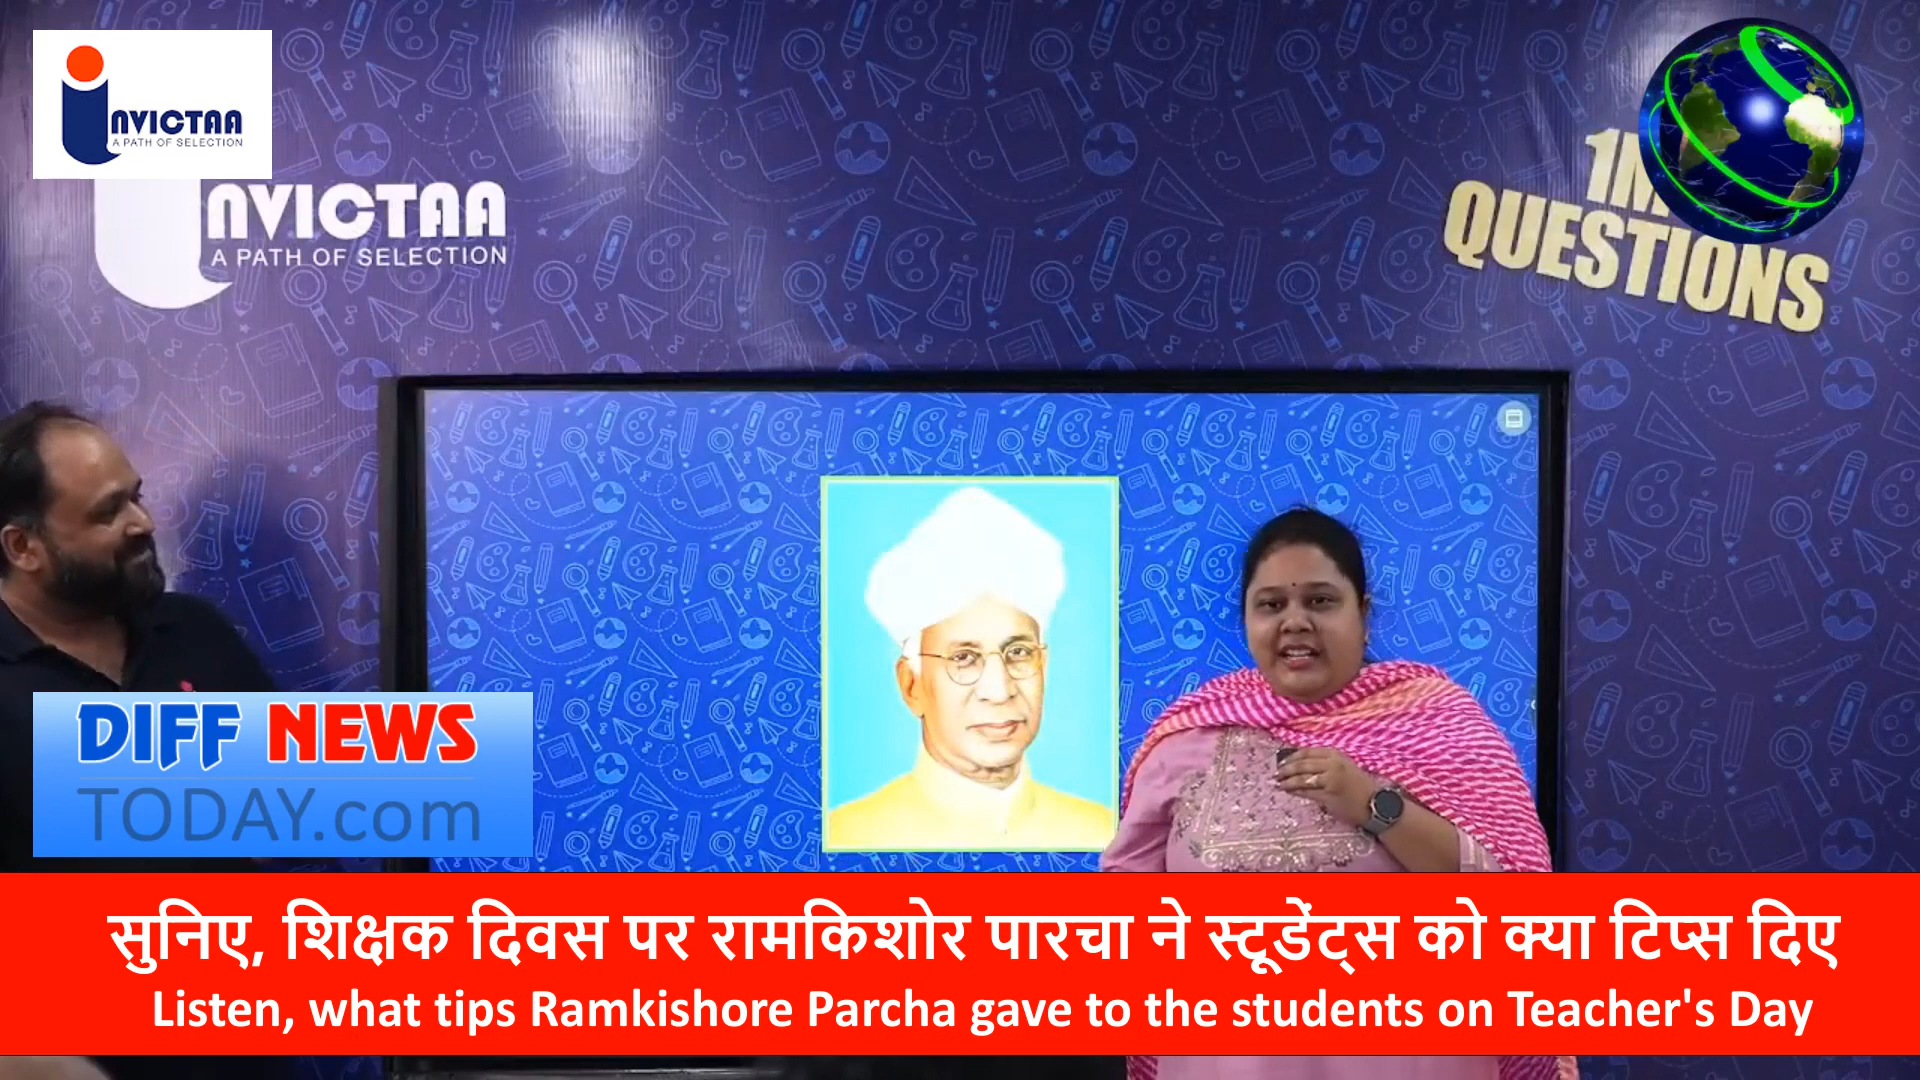 INVICTAA
A PATH OF SELECTION
NVICTAA
A PATH OF SELECTION
QUESTIONS
DIFF NEWS
TODAY.com
सुनिए, शिक्षक दिवस पर रामकिशोर पारचा ने स्टूडेंट्स को क्या टिप्स दिए
Listen, what tips Ramkishore Parcha gave to the students on Teacher's Day